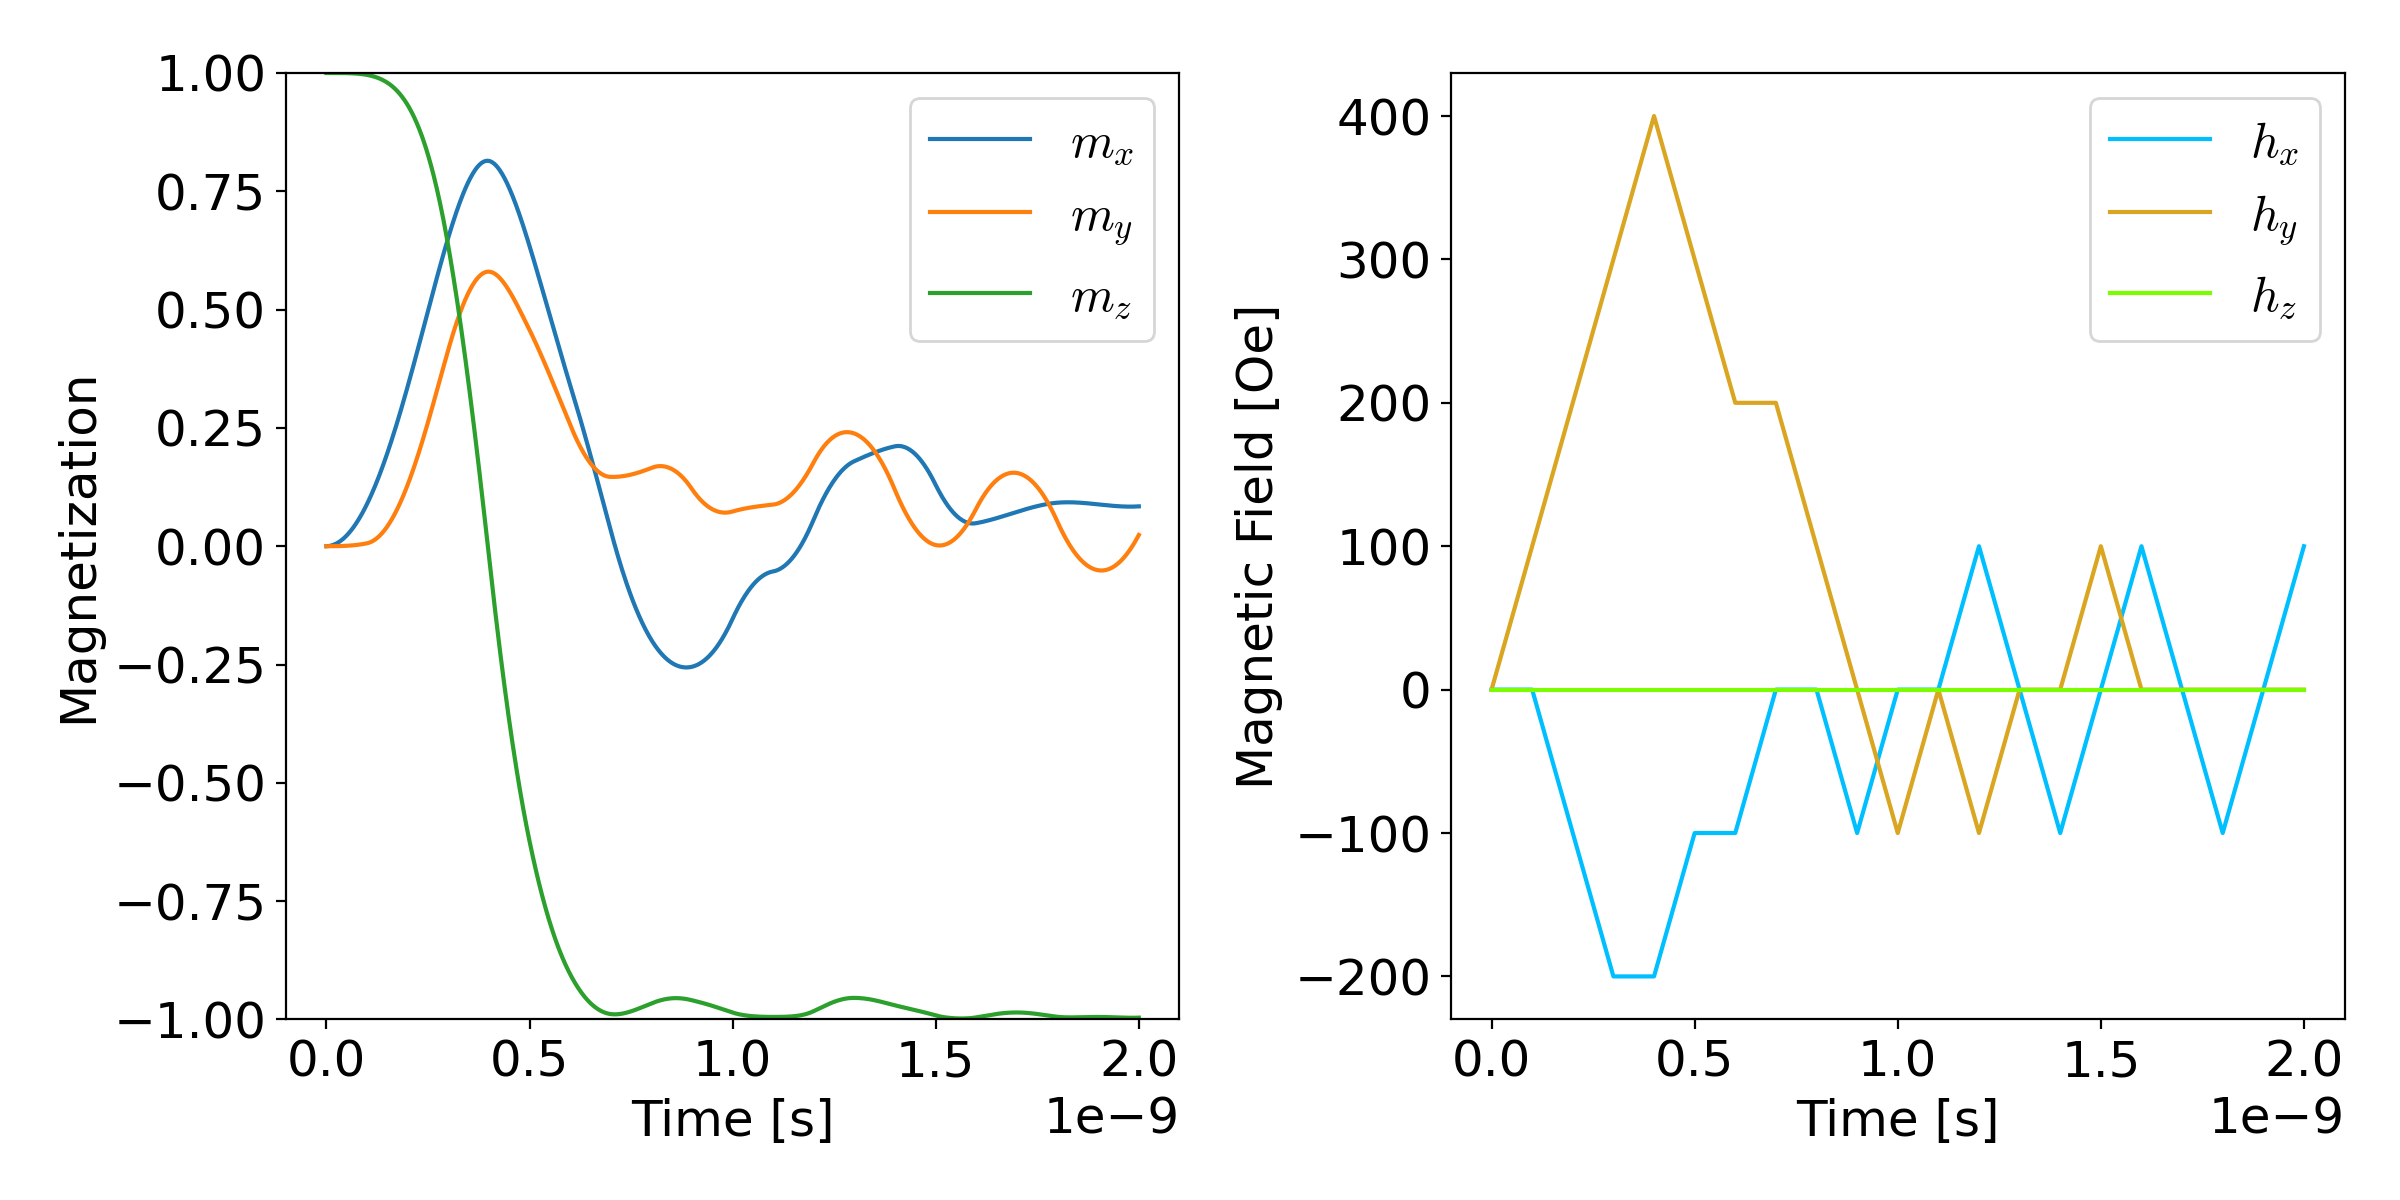 Magnetization
1.00
0.75
0.50
0.25
0.00
−0.25
−0.50
−0.75
−1.00
0.0 0.5 1.0 1.5 2.0
Time [s]
1e−9
m_x
m_y
m_z
Magnetic Field [Oe]
400
300
200
100
0
−100
−200
0.0 0.5 1.0 1.5 2.0
Time [s]
1e−9
h_x
h_y
h_z